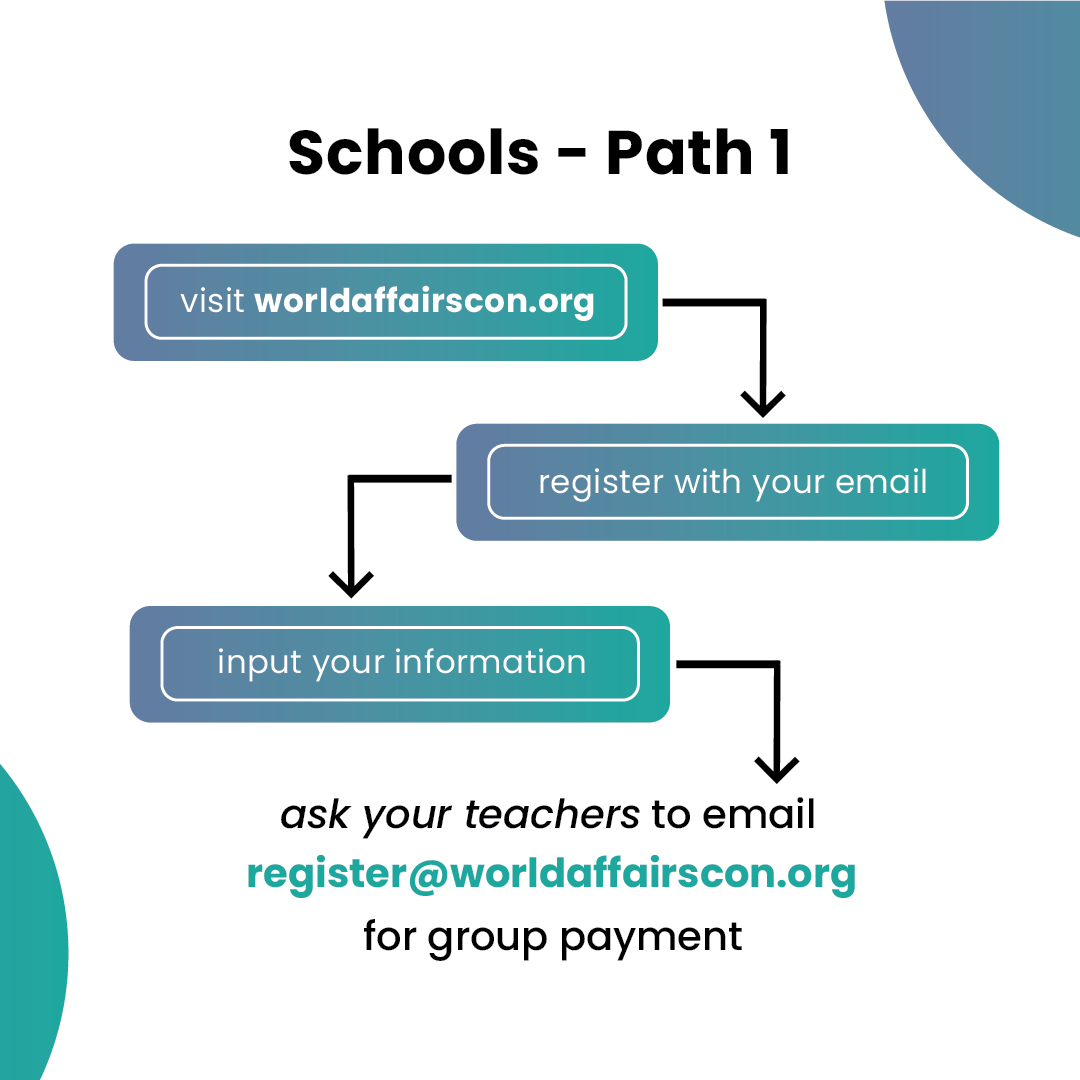 Schools - Path 1
visit worldaffairscon.org
register with your email
input your information
ask your teachers to email
register@worldaffairscon.org
for group payment